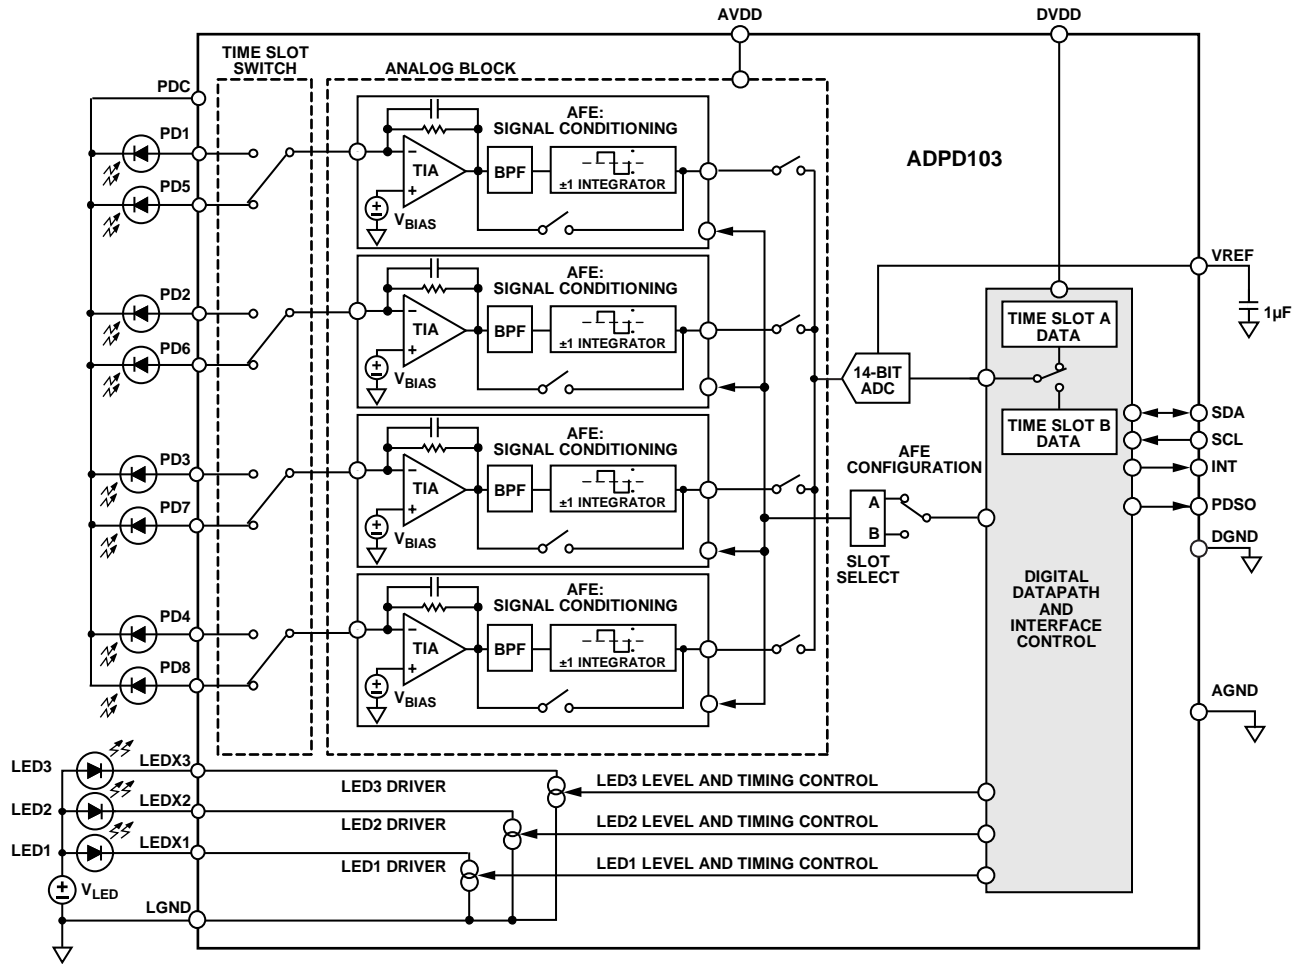 AVDD
DVDD
TIME SLOT
SWITCH
ANALOG BLOCK
PDC
PD1
PD5
PD2
PD6
PD3
PD7
PD4
PD8
AFE:
SIGNAL CONDITIONING
TIA
BPF
±1 INTEGRATOR
VBIAS
AFE:
SIGNAL CONDITIONING
TIA
BPF
±1 INTEGRATOR
VBIAS
AFE:
SIGNAL CONDITIONING
TIA
BPF
±1 INTEGRATOR
VBIAS
AFE:
SIGNAL CONDITIONING
TIA
BPF
±1 INTEGRATOR
VBIAS
ADPD103
VREF
1µF
TIME SLOT A
DATA
14-BIT
ADC
TIME SLOT B
DATA
SDA
SCL
INT
PDSO
DGND
AFE
CONFIGURATION
A
B
SLOT
SELECT
DIGITAL
DATAPATH
AND
INTERFACE
CONTROL
AGND
LED3
LEDX3
LED3 DRIVER
LED3 LEVEL AND TIMING CONTROL
LED2
LEDX2
LED2 DRIVER
LED2 LEVEL AND TIMING CONTROL
LED1
LEDX1
LED1 DRIVER
LED1 LEVEL AND TIMING CONTROL
VLED
LGND